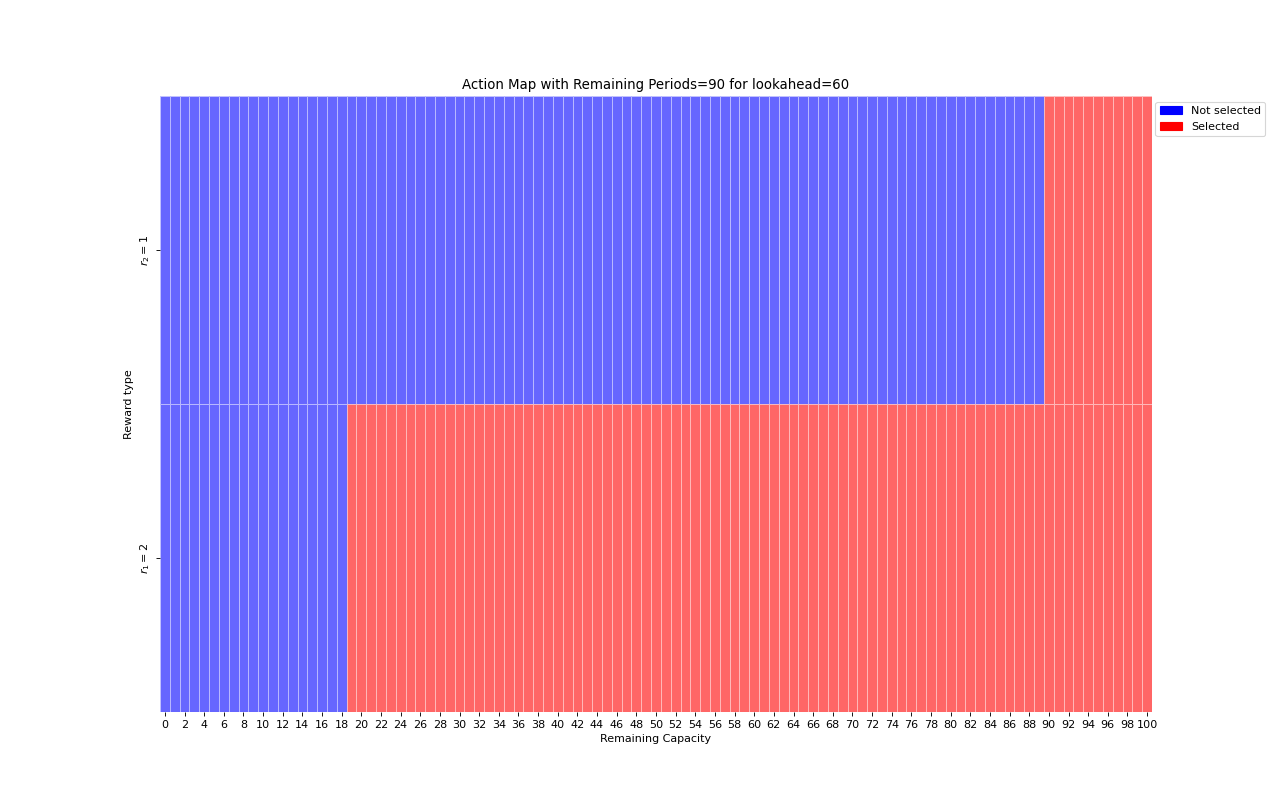 Action Map with Remaining Periods=90 for lookahead=60
Not selected
Selected
r₂ = 1
Reward type
r₁ = 2
0 2 4 6 8 10 12 14 16 18 20 22 24 26 28 30 32 34 36 38 40 42 44 46 48 50 52 54 56 58 60 62 64 66 68 70 72 74 76 78 80 82 84 86 88 90 92 94 96 98 100
Remaining Capacity